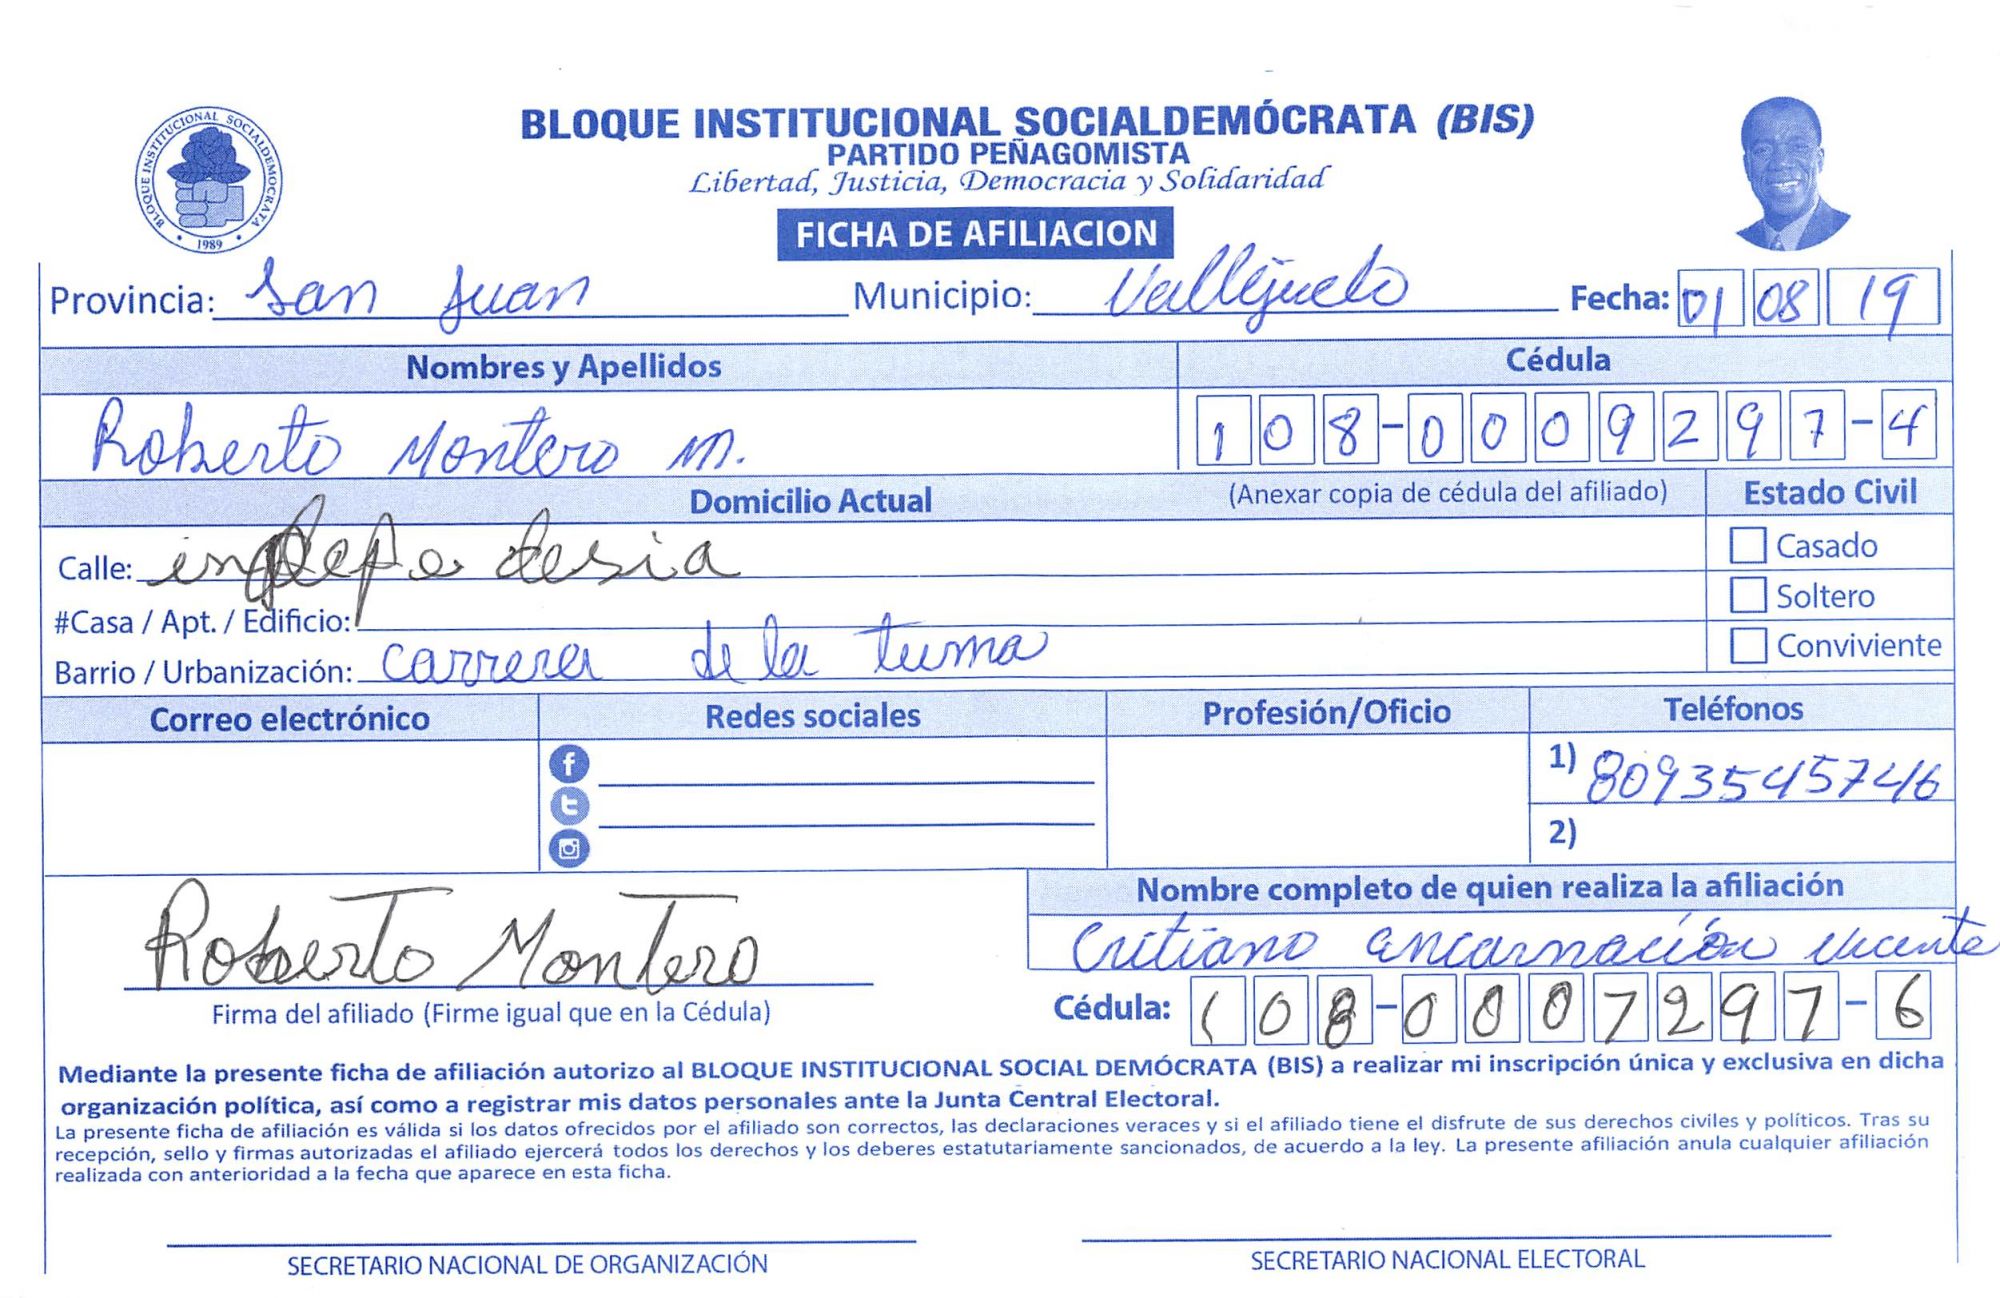 BLOQUE INSTITUCIONAL SOCIALDEMÓCRATA (BIS)
PARTIDO PEÑAGOMISTA
Libertad, Justicia, Democracia y Solidaridad
BLOQUE INSTITUCIONAL SOCIALDEMOCRATA
• 1989 •
FICHA DE AFILIACION
Provincia: San Juan Municipio: Vallejuelo Fecha: 01 08 19
Nombres y Apellidos Cédula
Roberto Montero M. 108-0009297-4
Domicilio Actual (Anexar copia de cédula del afiliado) Estado Civil
Calle: indepe desia Casado
#Casa / Apt. / Edificio: Soltero
Barrio / Urbanización: carrera de la tuma Conviviente
Correo electrónico Redes sociales Profesión/Oficio Teléfonos
1) 8093545746
2)
Nombre completo de quien realiza la afiliación
Roberto Montero Critiano encarnación vicente
Firma del afiliado (Firme igual que en la Cédula) Cédula: 108-0007297-6
Mediante la presente ficha de afiliación autorizo al BLOQUE INSTITUCIONAL SOCIAL DEMÓCRATA (BIS) a realizar mi inscripción única y exclusiva en dicha
organización política, así como a registrar mis datos personales ante la Junta Central Electoral.
La presente ficha de afiliación es válida si los datos ofrecidos por el afiliado son correctos, las declaraciones veraces y si el afiliado tiene el disfrute de sus derechos civiles y políticos. Tras su
recepción, sello y firmas autorizadas el afiliado ejercerá todos los derechos y los deberes estatutariamente sancionados, de acuerdo a la ley. La presente afiliación anula cualquier afiliación
realizada con anterioridad a la fecha que aparece en esta ficha.
SECRETARIO NACIONAL DE ORGANIZACIÓN SECRETARIO NACIONAL ELECTORAL